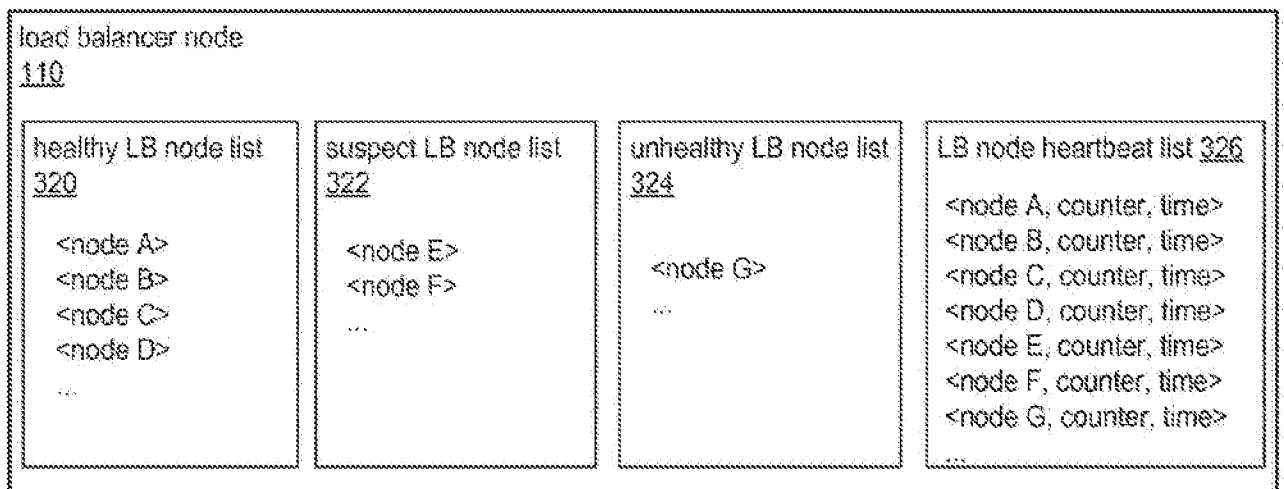 load balancer node
110
healthy LB node list
320
<node A>
<node B>
<node C>
<node D>
...
suspect LB node list
322
<node E>
<node F>
...
unhealthy LB node list
324
<node G>
...
LB node heartbeat list 326
<node A, counter, time>
<node B, counter, time>
<node C, counter, time>
<node D, counter, time>
<node E, counter, time>
<node F, counter, time>
<node G, counter, time>
...